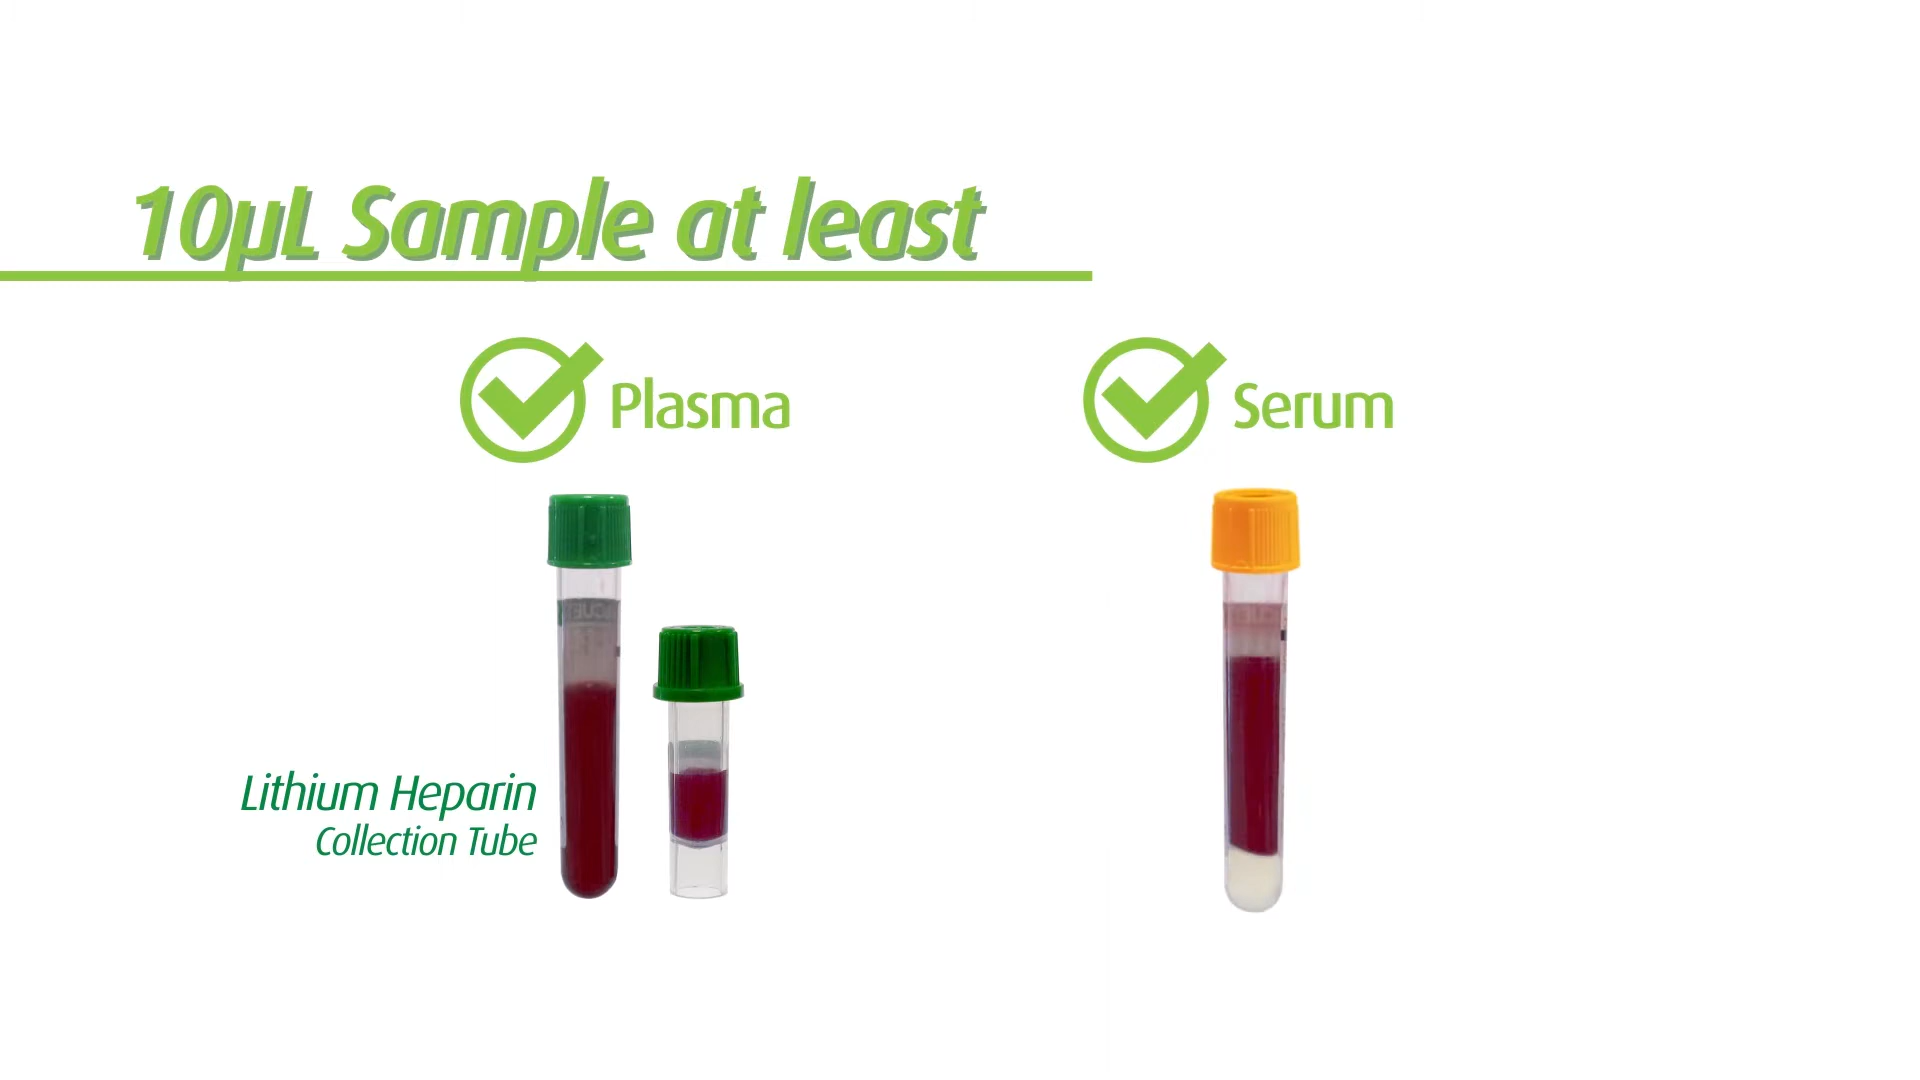 10µL Sample at least
Plasma
Serum
Lithium Heparin
Collection Tube